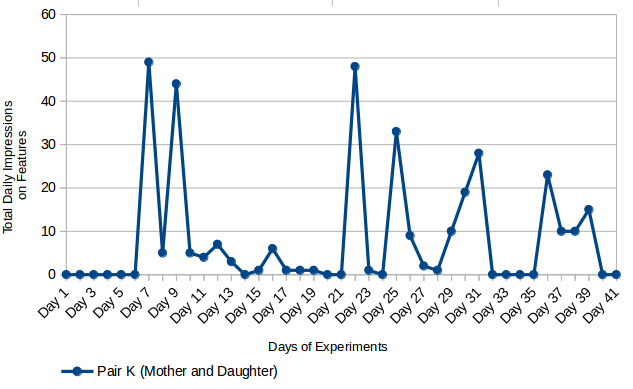 60
50
40
30
20
10
0
Total Daily Impressions
on Features
Day 1
Day 3
Day 5
Day 7
Day 9
Day 11
Day 13
Day 15
Day 17
Day 19
Day 21
Day 23
Day 25
Day 27
Day 29
Day 31
Day 33
Day 35
Day 37
Day 39
Day 41
Days of Experiments
Pair K (Mother and Daughter)